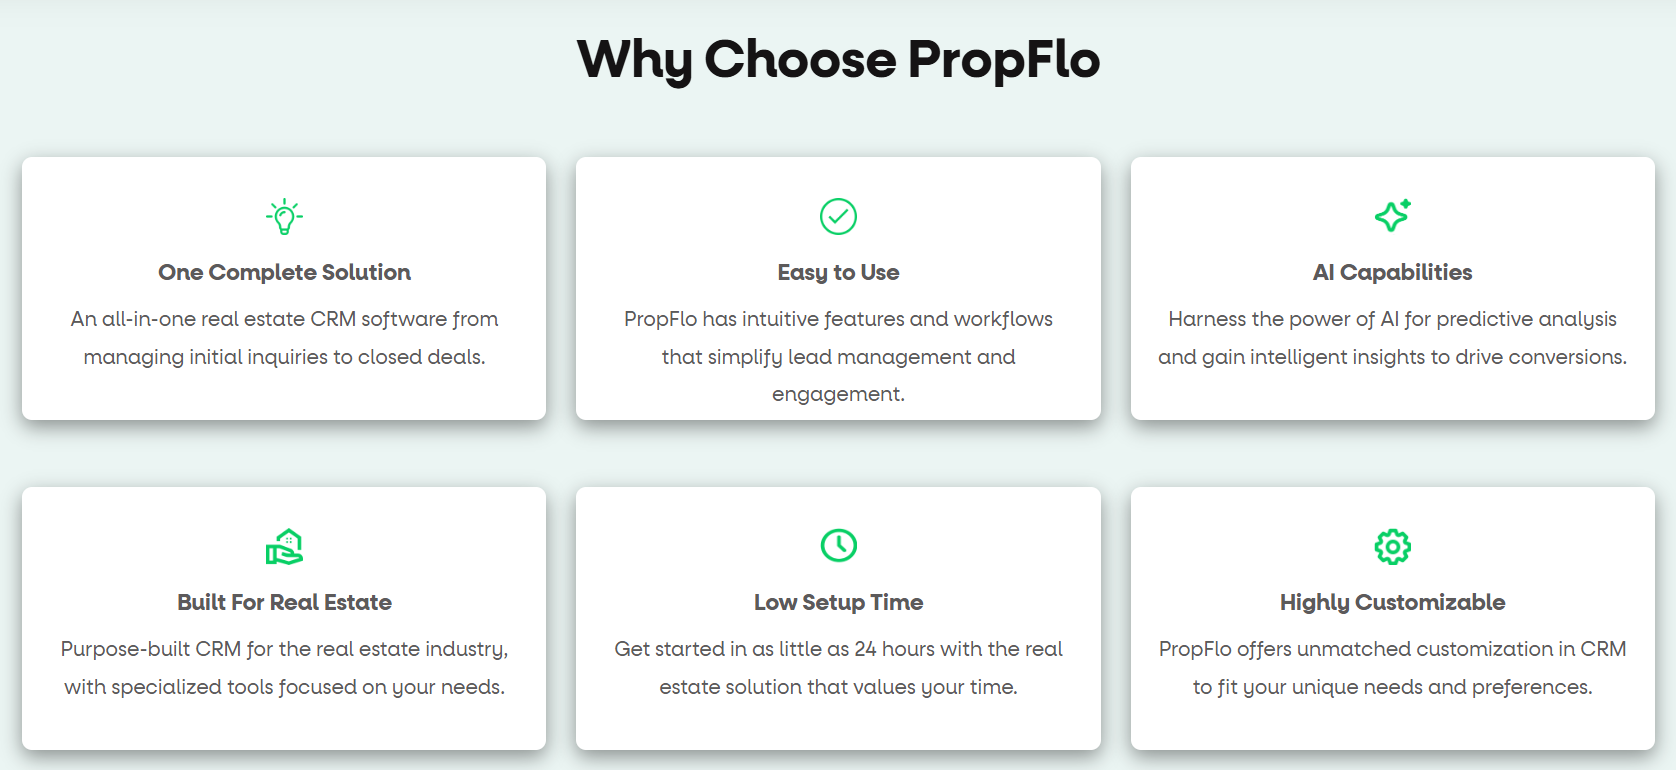 Why Choose PropFlo
One Complete Solution
An all-in-one real estate CRM software from
managing initial inquiries to closed deals.
Easy to Use
PropFlo has intuitive features and workflows
that simplify lead management and
engagement.
AI Capabilities
Harness the power of AI for predictive analysis
and gain intelligent insights to drive conversions.
Built For Real Estate
Purpose-built CRM for the real estate industry,
with specialized tools focused on your needs.
Low Setup Time
Get started in as little as 24 hours with the real
estate solution that values your time.
Highly Customizable
PropFlo offers unmatched customization in CRM
to fit your unique needs and preferences.